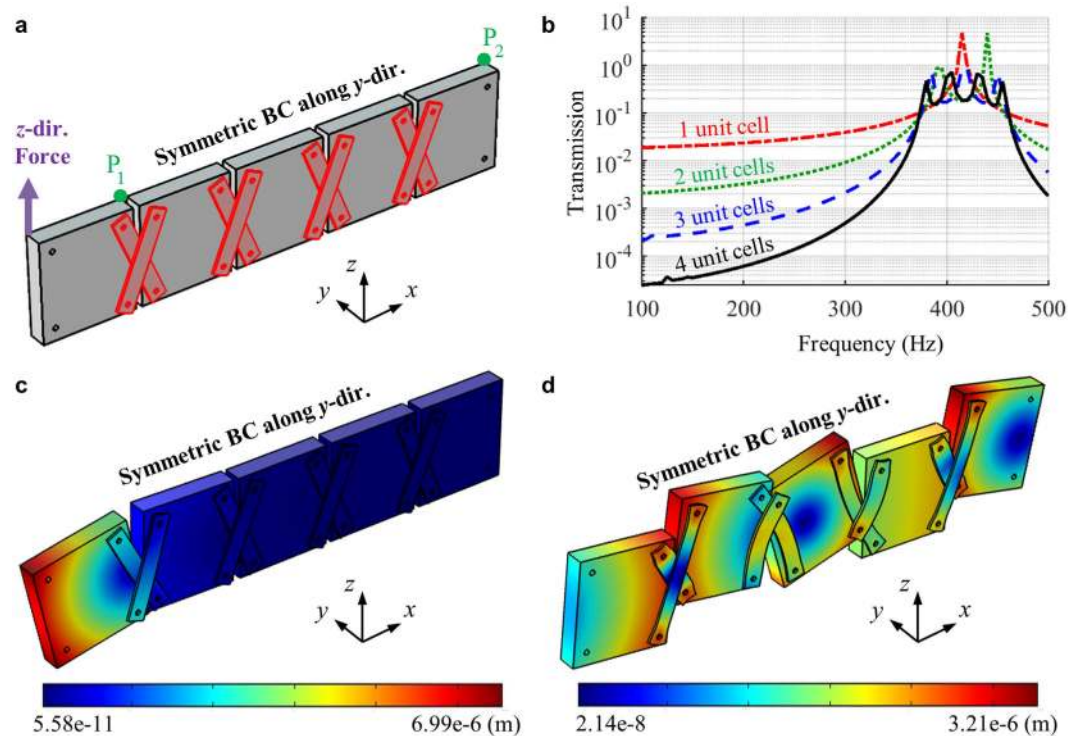 a
P2
Symmetric BC along y-dir.
z-dir.
Force
P1
z
y
x
b
10^1
10^0
10^-1
10^-2
10^-3
10^-4
Transmission
1 unit cell
2 unit cells
3 unit cells
4 unit cells
100 200 300 400 500
Frequency (Hz)
c
Symmetric BC along y-dir.
z
y
x
5.58e-11 6.99e-6 (m)
d
Symmetric BC along y-dir.
z
y
x
2.14e-8 3.21e-6 (m)